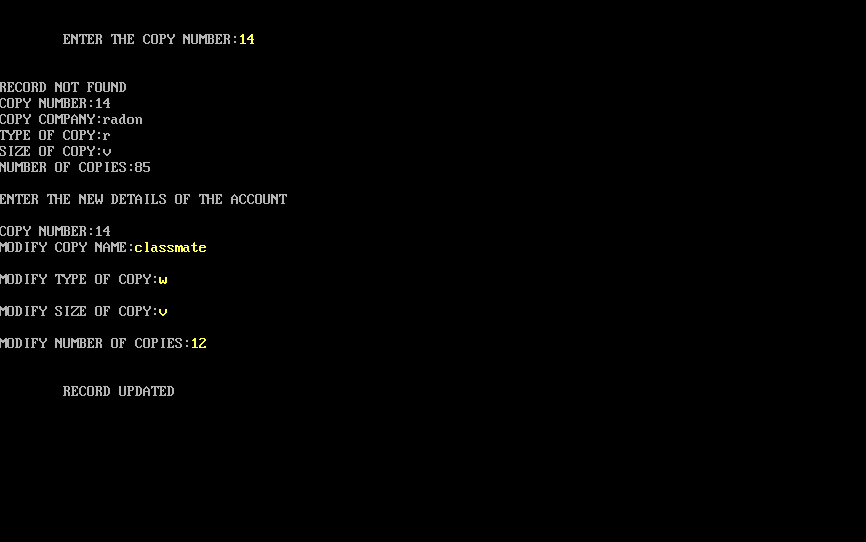 ENTER THE COPY NUMBER:14
RECORD NOT FOUND
COPY NUMBER:14
COPY COMPANY:radon
TYPE OF COPY:r
SIZE OF COPY:v
NUMBER OF COPIES:85
ENTER THE NEW DETAILS OF THE ACCOUNT
COPY NUMBER:14
MODIFY COPY NAME:classmate
MODIFY TYPE OF COPY:w
MODIFY SIZE OF COPY:v
MODIFY NUMBER OF COPIES:12
RECORD UPDATED